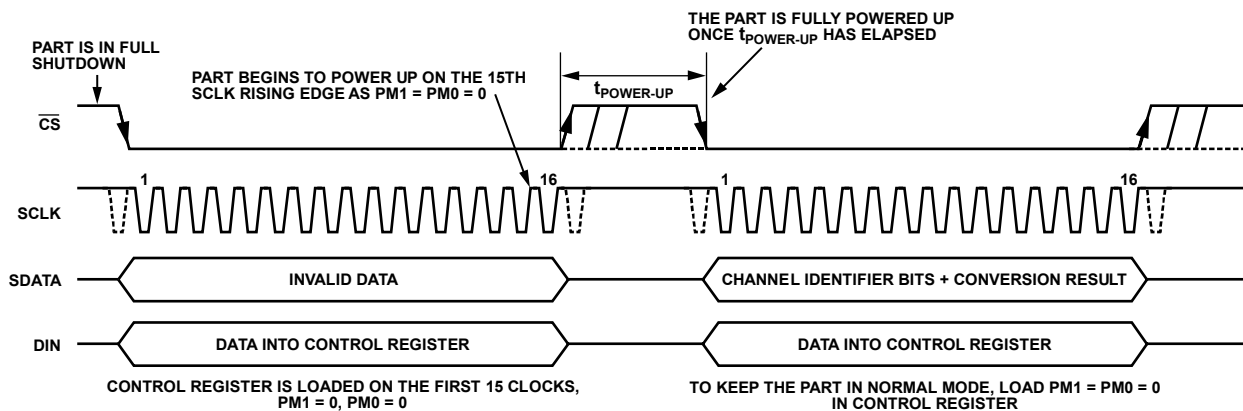 THE PART IS FULLY POWERED UP
ONCE tPOWER-UP HAS ELAPSED
PART IS IN FULL
SHUTDOWN
PART BEGINS TO POWER UP ON THE 15TH
SCLK RISING EDGE AS PM1 = PM0 = 0
tPOWER-UP
CS
1
16
1
16
SCLK
SDATA
INVALID DATA
CHANNEL IDENTIFIER BITS + CONVERSION RESULT
DIN
DATA INTO CONTROL REGISTER
DATA INTO CONTROL REGISTER
CONTROL REGISTER IS LOADED ON THE FIRST 15 CLOCKS,
PM1 = 0, PM0 = 0
TO KEEP THE PART IN NORMAL MODE, LOAD PM1 = PM0 = 0
IN CONTROL REGISTER